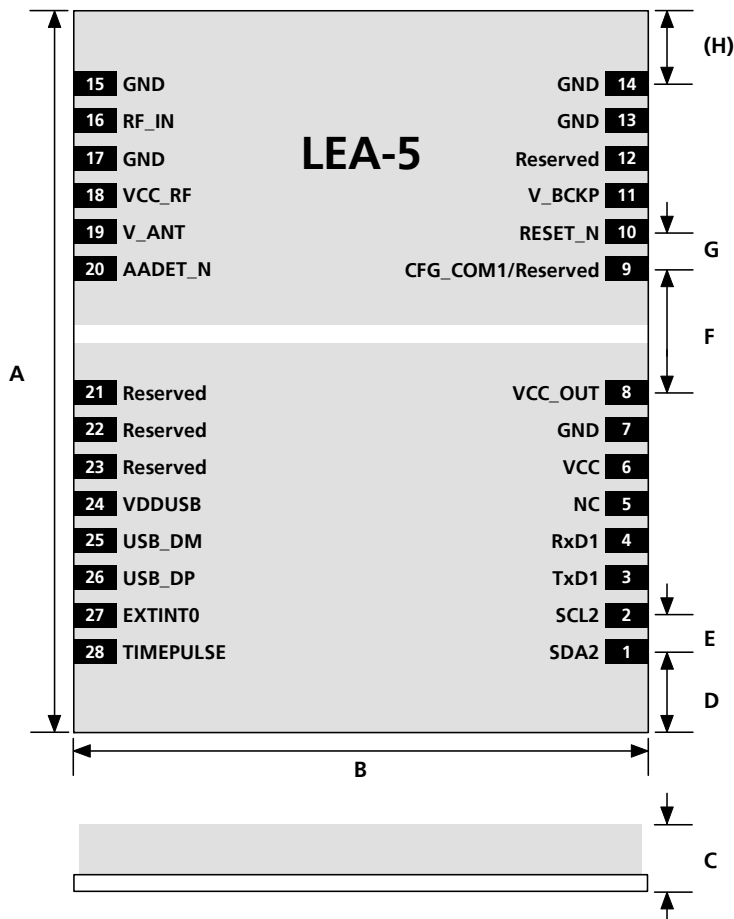 (H)
15 GND GND 14
16 RF_IN GND 13
LEA-5
17 GND Reserved 12
18 VCC_RF V_BCKP 11
19 V_ANT RESET_N 10
G
20 AADET_N CFG_COM1/Reserved 9
F
A
21 Reserved VCC_OUT 8
22 Reserved GND 7
23 Reserved VCC 6
24 VDDUSB NC 5
25 USB_DM RxD1 4
26 USB_DP TxD1 3
27 EXTINT0 SCL2 2
E
28 TIMEPULSE SDA2 1
D
B
C